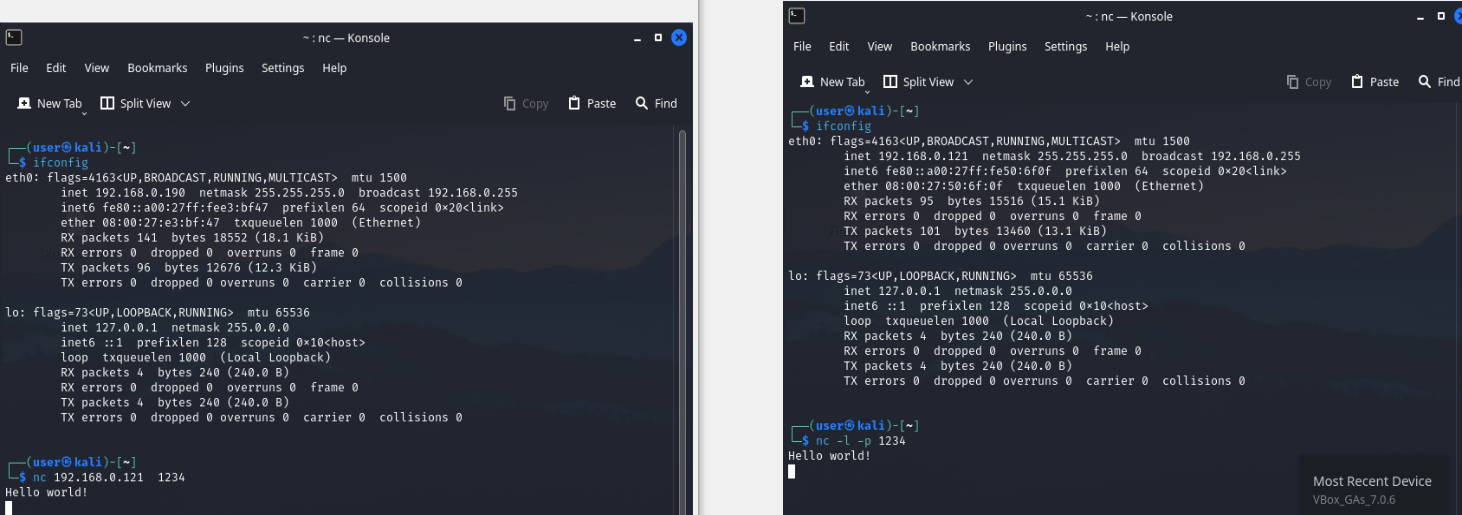 ~ : nc — Konsole
File Edit View Bookmarks Plugins Settings Help
New Tab Split View Copy Paste Find
┌──(user㉿kali)-[~]
└─$ ifconfig
eth0: flags=4163<UP,BROADCAST,RUNNING,MULTICAST>  mtu 1500
        inet 192.168.0.190  netmask 255.255.255.0  broadcast 192.168.0.255
        inet6 fe80::a00:27ff:fee3:bf47  prefixlen 64  scopeid 0×20<link>
        ether 08:00:27:e3:bf:47  txqueuelen 1000  (Ethernet)
        RX packets 141  bytes 18552 (18.1 KiB)
        RX errors 0  dropped 0  overruns 0  frame 0
        TX packets 96  bytes 12676 (12.3 KiB)
        TX errors 0  dropped 0 overruns 0  carrier 0  collisions 0
lo: flags=73<UP,LOOPBACK,RUNNING>  mtu 65536
        inet 127.0.0.1  netmask 255.0.0.0
        inet6 ::1  prefixlen 128  scopeid 0×10<host>
        loop  txqueuelen 1000  (Local Loopback)
        RX packets 4  bytes 240 (240.0 B)
        RX errors 0  dropped 0  overruns 0  frame 0
        TX packets 4  bytes 240 (240.0 B)
        TX errors 0  dropped 0 overruns 0  carrier 0  collisions 0
┌──(user㉿kali)-[~]
└─$ nc 192.168.0.121  1234
Hello world!
~ : nc — Konsole
File Edit View Bookmarks Plugins Settings Help
New Tab Split View Copy Paste Find
┌──(user㉿kali)-[~]
└─$ ifconfig
eth0: flags=4163<UP,BROADCAST,RUNNING,MULTICAST>  mtu 1500
        inet 192.168.0.121  netmask 255.255.255.0  broadcast 192.168.0.255
        inet6 fe80::a00:27ff:fe50:6f0f  prefixlen 64  scopeid 0×20<link>
        ether 08:00:27:50:6f:0f  txqueuelen 1000  (Ethernet)
        RX packets 95  bytes 15516 (15.1 KiB)
        RX errors 0  dropped 0  overruns 0  frame 0
        TX packets 101  bytes 13460 (13.1 KiB)
        TX errors 0  dropped 0 overruns 0  carrier 0  collisions 0
lo: flags=73<UP,LOOPBACK,RUNNING>  mtu 65536
        inet 127.0.0.1  netmask 255.0.0.0
        inet6 ::1  prefixlen 128  scopeid 0×10<host>
        loop  txqueuelen 1000  (Local Loopback)
        RX packets 4  bytes 240 (240.0 B)
        RX errors 0  dropped 0  overruns 0  frame 0
        TX packets 4  bytes 240 (240.0 B)
        TX errors 0  dropped 0 overruns 0  carrier 0  collisions 0
┌──(user㉿kali)-[~]
└─$ nc -l -p 1234
Hello world!
Most Recent Device
VBox_GAs_7.0.6